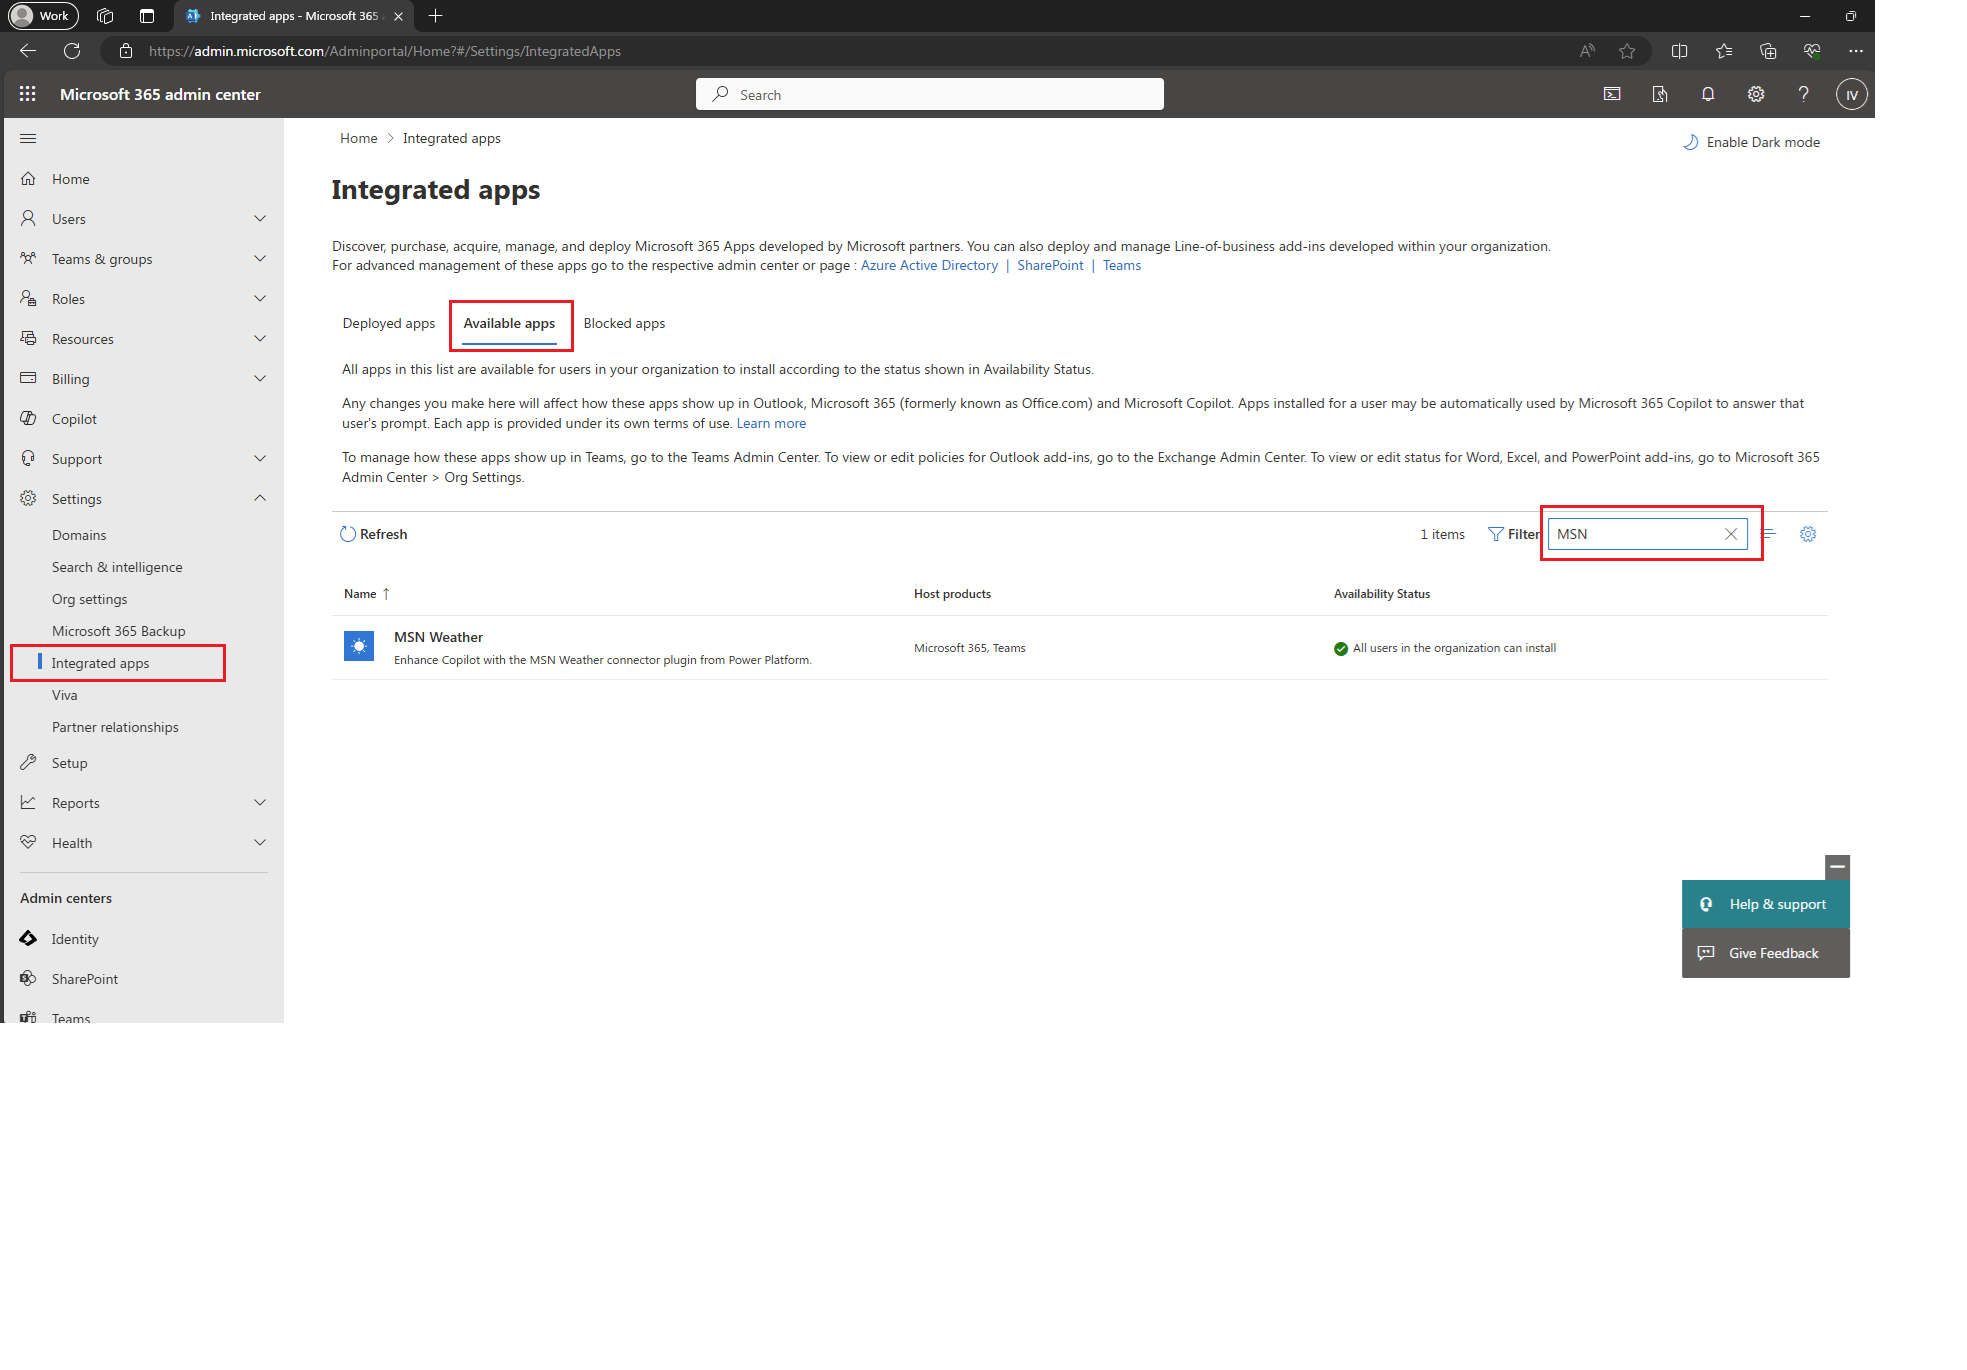 Work
Integrated apps - Microsoft 365
https://admin.microsoft.com/Adminportal/Home?#/Settings/IntegratedApps
Microsoft 365 admin center
Search
IV
Home
Users
Teams & groups
Roles
Resources
Billing
Copilot
Support
Settings
Domains
Search & intelligence
Org settings
Microsoft 365 Backup
Integrated apps
Viva
Partner relationships
Setup
Reports
Health
Admin centers
Identity
SharePoint
Teams
Home > Integrated apps
Enable Dark mode
Integrated apps
Discover, purchase, acquire, manage, and deploy Microsoft 365 Apps developed by Microsoft partners. You can also deploy and manage Line-of-business add-ins developed within your organization.
For advanced management of these apps go to the respective admin center or page : Azure Active Directory | SharePoint | Teams
Deployed apps Available apps Blocked apps
All apps in this list are available for users in your organization to install according to the status shown in Availability Status.
Any changes you make here will affect how these apps show up in Outlook, Microsoft 365 (formerly known as Office.com) and Microsoft Copilot. Apps installed for a user may be automatically used by Microsoft 365 Copilot to answer that
user's prompt. Each app is provided under its own terms of use. Learn more
To manage how these apps show up in Teams, go to the Teams Admin Center. To view or edit policies for Outlook add-ins, go to the Exchange Admin Center. To view or edit status for Word, Excel, and PowerPoint add-ins, go to Microsoft 365
Admin Center > Org Settings.
Refresh 1 items Filter MSN
Name ↑ Host products Availability Status
MSN Weather
Enhance Copilot with the MSN Weather connector plugin from Power Platform.
Microsoft 365, Teams
All users in the organization can install
Help & support
Give Feedback